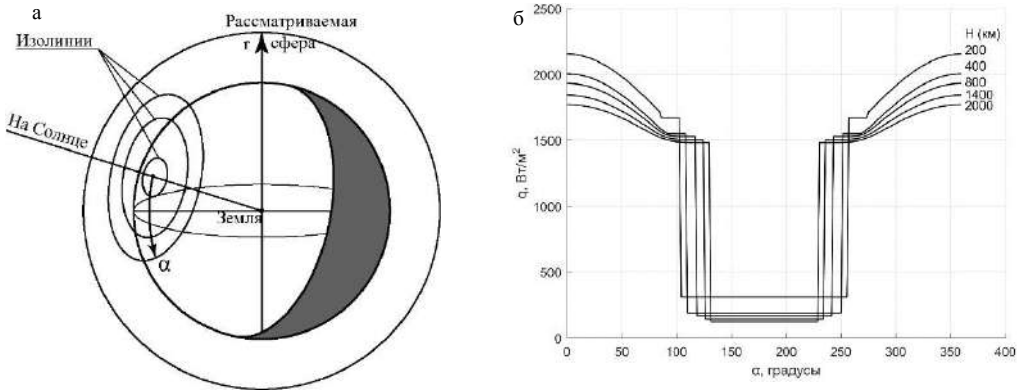 а
Рассматриваемая
r сфера
Изолинии
На Солнце
Земля
α
б
2500
2000
1500
1000
500
0
q, Вт/м²
H (км)
200
400
800
1400
2000
0 50 100 150 200 250 300 350 400
α, градусы